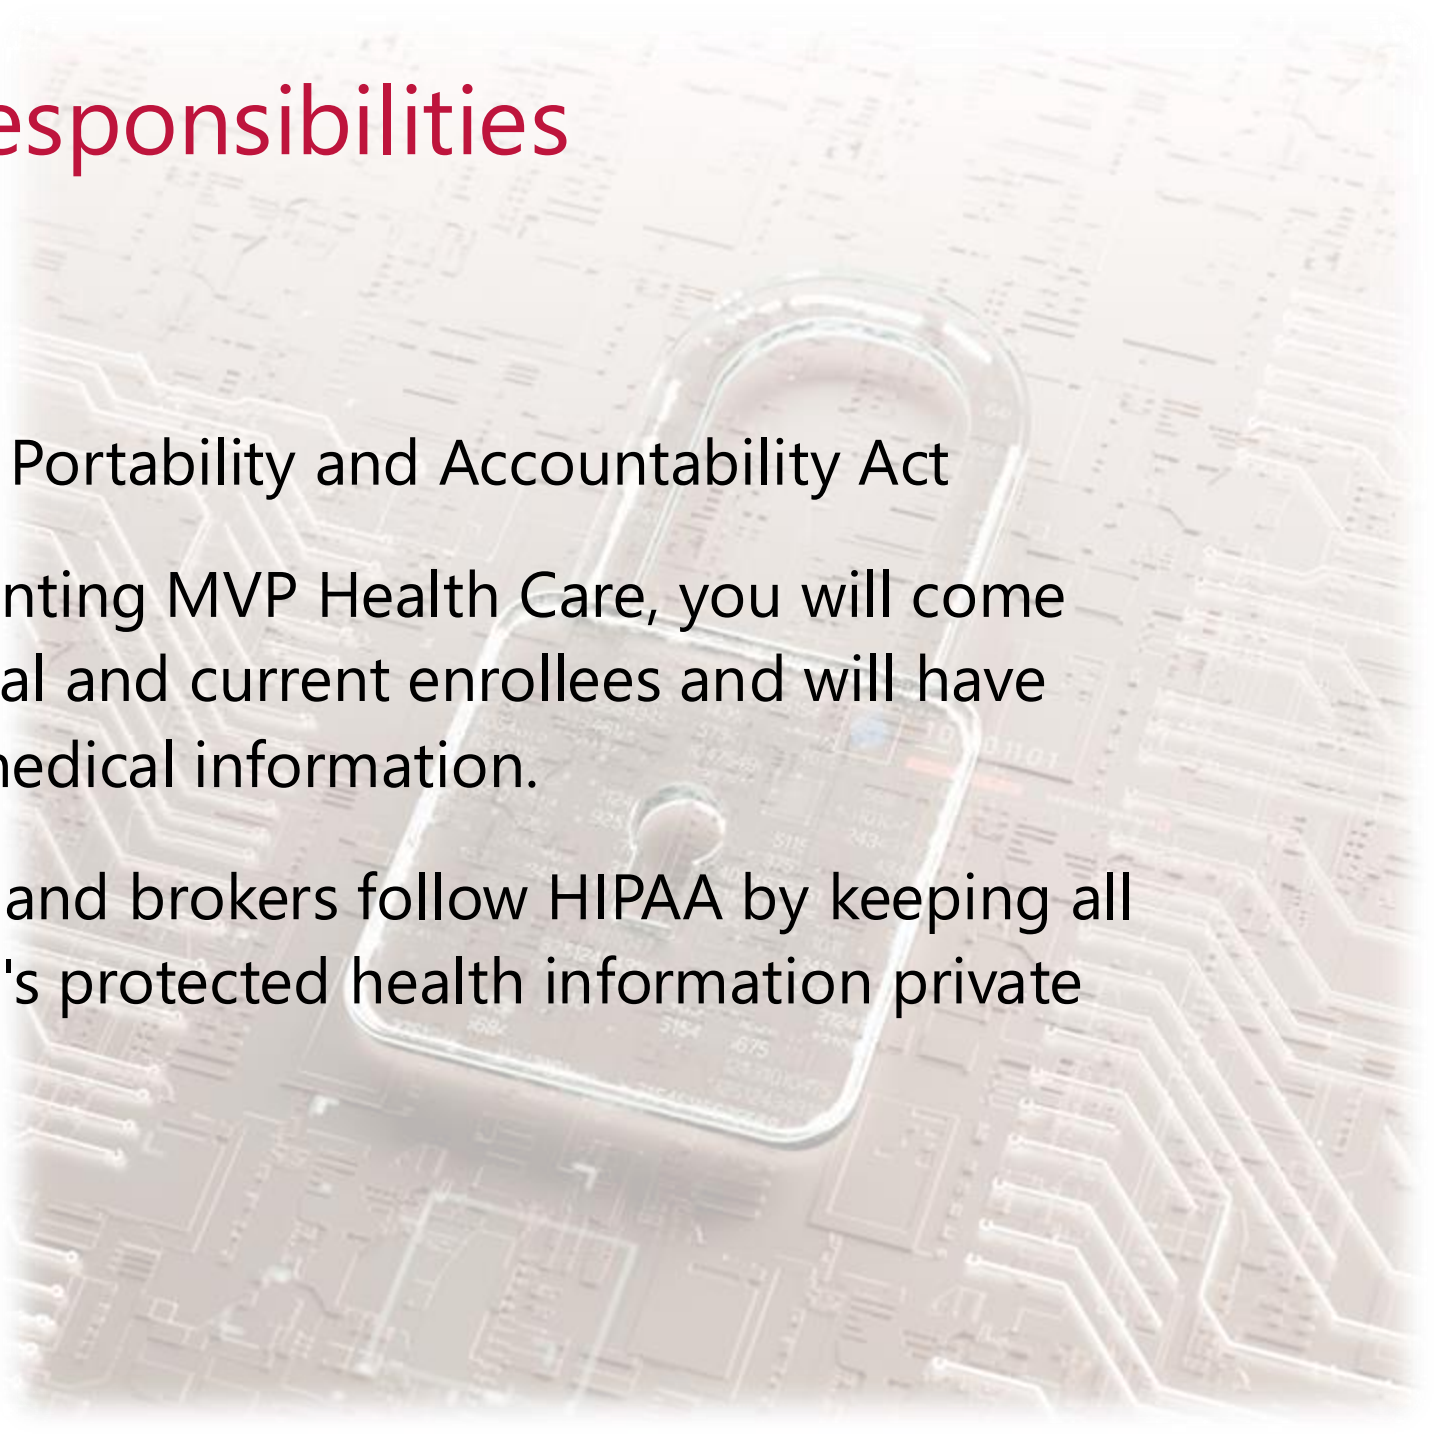 esponsibilities
Portability and Accountability Act
nting MVP Health Care, you will come
al and current enrollees and will have
nedical information.
and brokers follow HIPAA by keeping all
's protected health information private